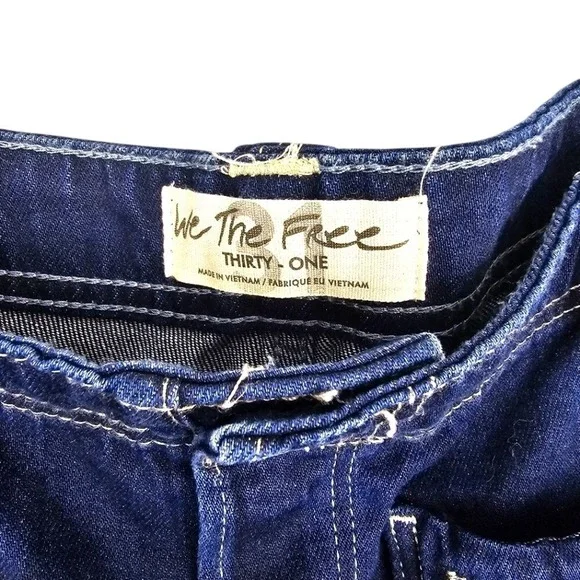 We The Free
THIRTY - ONE
MADE IN VIETNAM / FABRIQUE EU VIETNAM